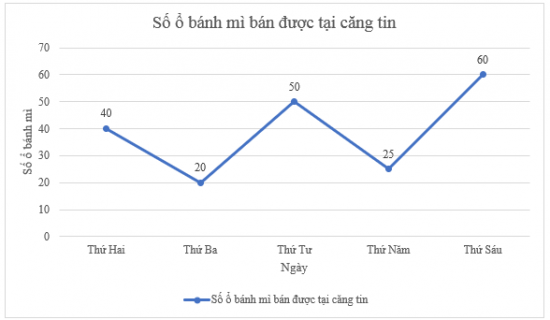 Số ổ bánh mì bán được tại căng tin
Số ổ bánh mì
70
60
50
40
30
20
10
0
40
20
50
25
60
Thứ Hai
Thứ Ba
Thứ Tư
Thứ Năm
Thứ Sáu
Ngày
Số ổ bánh mì bán được tại căng tin